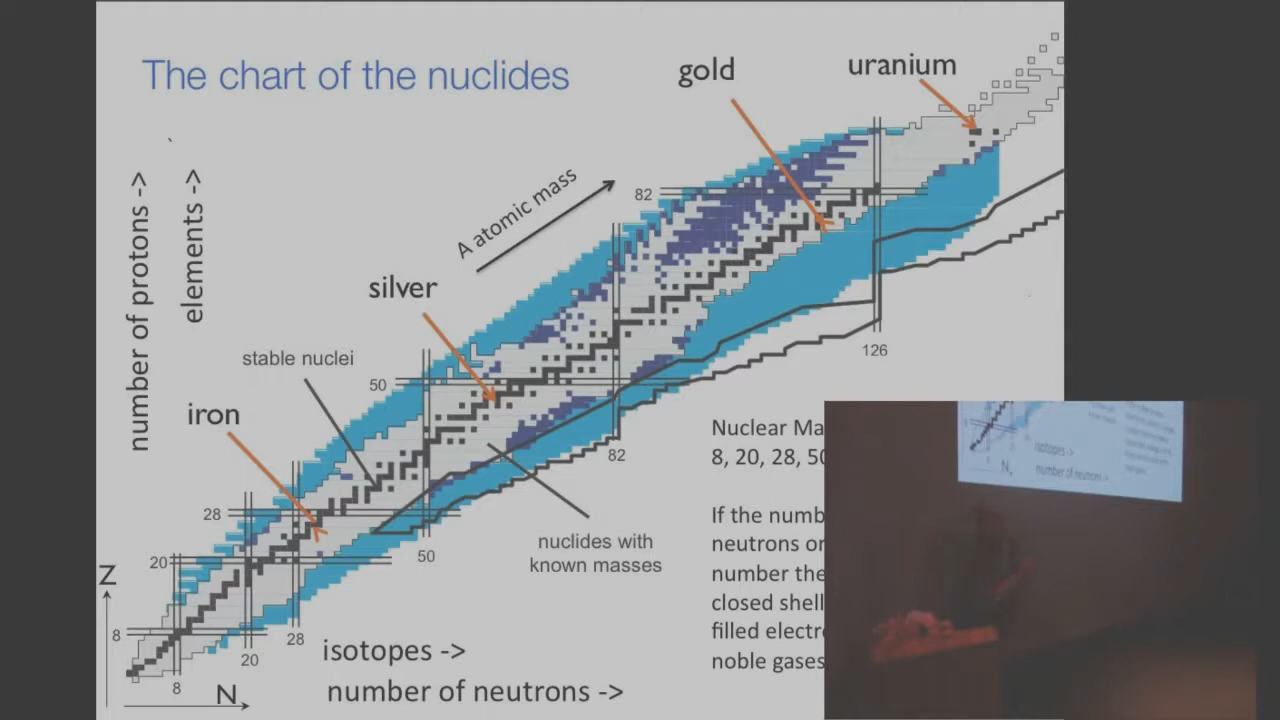 The chart of the nuclides
gold
uranium
number of protons ->
elements ->
A atomic mass
82
silver
stable nuclei
50
126
iron
Nuclear Ma
8, 20, 28, 50
82
28
If the numb
neutrons or
number the
closed shell
filled electr
noble gases
nuclides with
known masses
50
20
Z
8
28
20
8
N
isotopes ->
number of neutrons ->
isotopes ->
N
number of neutrons ->